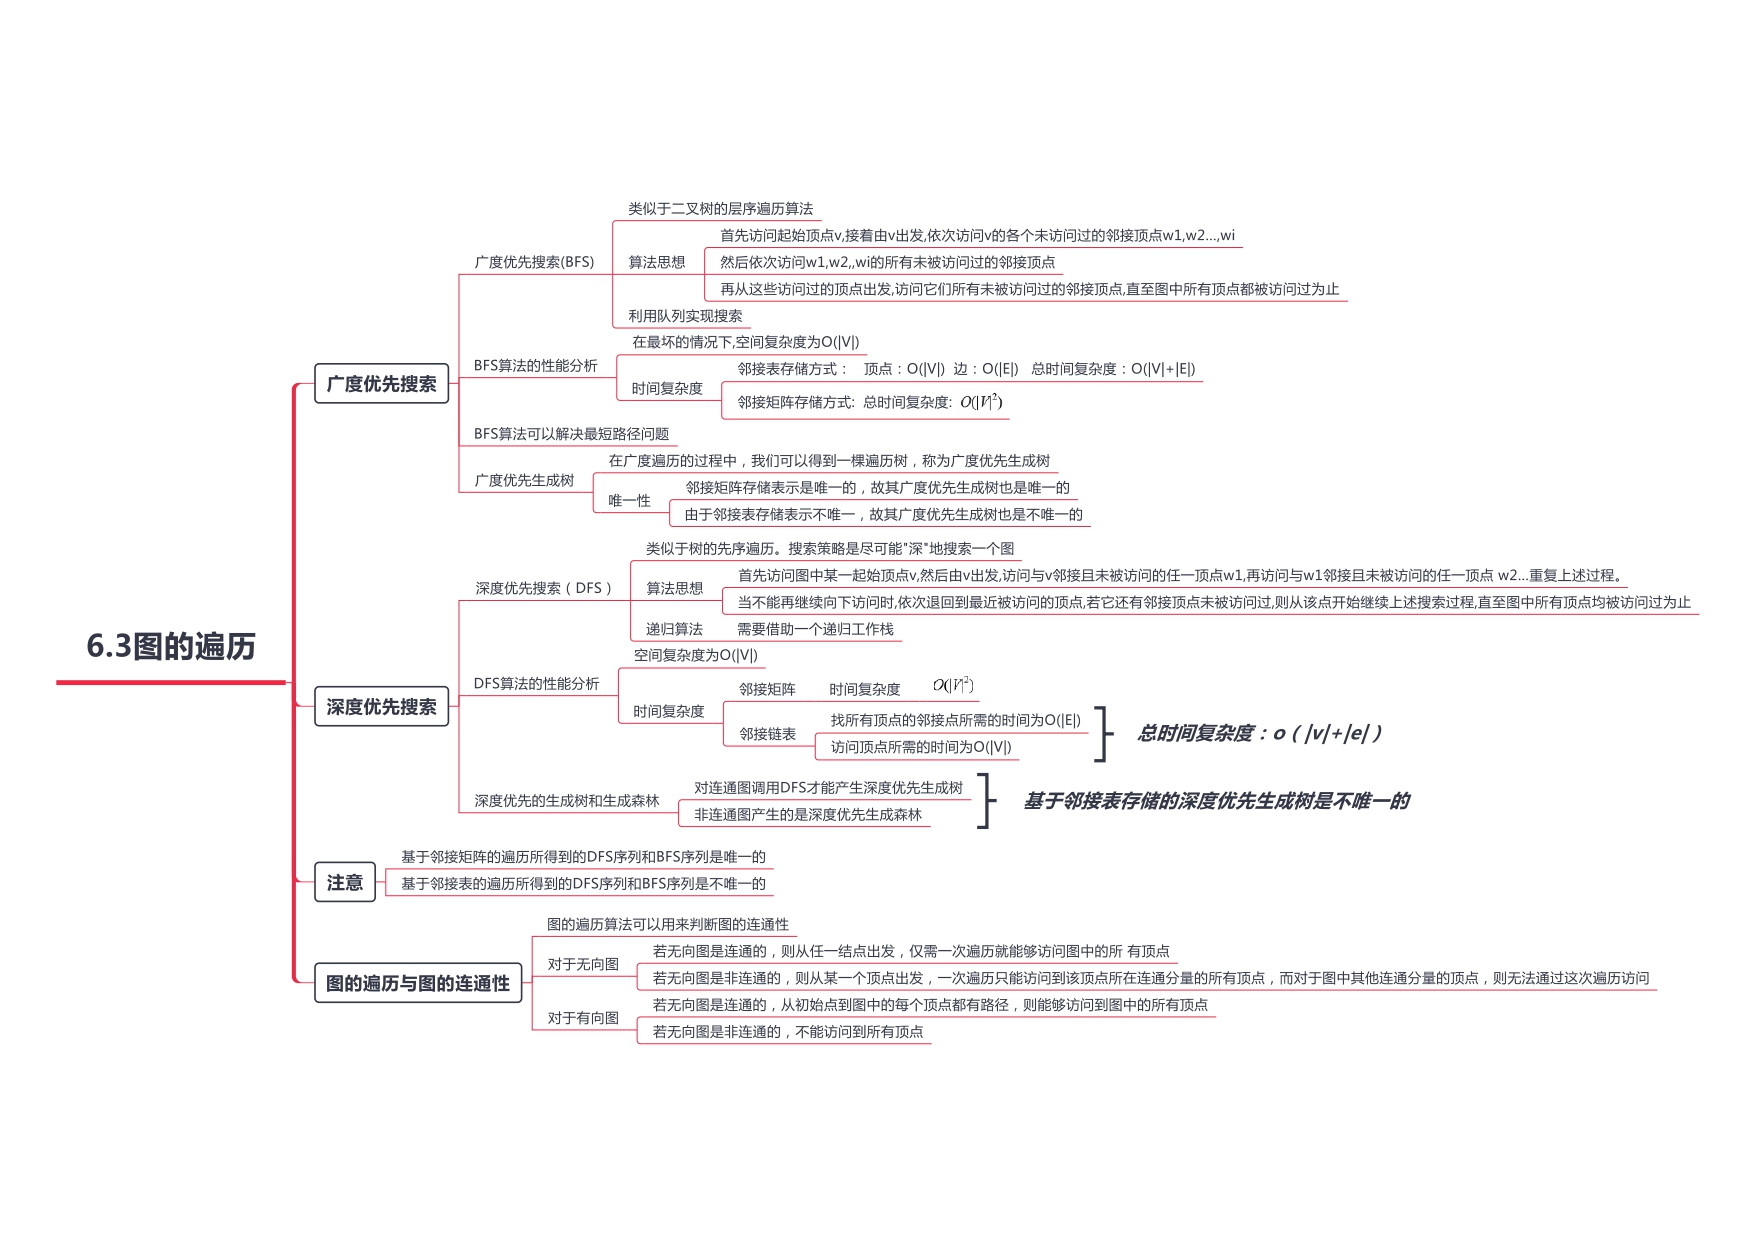 6.3图的遍历
广度优先搜索
广度优先搜索(BFS)
类似于二叉树的层序遍历算法
算法思想
首先访问起始顶点v,接着由v出发,依次访问v的各个未访问过的邻接顶点w1,w2...,wi
然后依次访问w1,w2,,wi的所有未被访问过的邻接顶点
再从这些访问过的顶点出发,访问它们所有未被访问过的邻接顶点,直至图中所有顶点都被访问过为止
利用队列实现搜索
BFS算法的性能分析
在最坏的情况下,空间复杂度为O(|V|)
时间复杂度
邻接表存储方式： 顶点：O(|V|) 边：O(|E|) 总时间复杂度：O(|V|+|E|)
邻接矩阵存储方式: 总时间复杂度: O(|V|²)
BFS算法可以解决最短路径问题
广度优先生成树
在广度遍历的过程中，我们可以得到一棵遍历树，称为广度优先生成树
唯一性
邻接矩阵存储表示是唯一的，故其广度优先生成树也是唯一的
由于邻接表存储表示不唯一，故其广度优先生成树也是不唯一的
深度优先搜索
深度优先搜索（DFS）
类似于树的先序遍历。搜索策略是尽可能"深"地搜索一个图
算法思想
首先访问图中某一起始顶点v,然后由v出发,访问与v邻接且未被访问的任一顶点w1,再访问与w1邻接且未被访问的任一顶点 w2...重复上述过程。
当不能再继续向下访问时,依次退回到最近被访问的顶点,若它还有邻接顶点未被访问过,则从该点开始继续上述搜索过程,直至图中所有顶点均被访问过为止
递归算法 需要借助一个递归工作栈
DFS算法的性能分析
空间复杂度为O(|V|)
时间复杂度
邻接矩阵 时间复杂度 O(|V|²)
邻接链表
找所有顶点的邻接点所需的时间为O(|E|)
访问顶点所需的时间为O(|V|)
总时间复杂度：o（|v|+|e|）
深度优先的生成树和生成森林
对连通图调用DFS才能产生深度优先生成树
非连通图产生的是深度优先生成森林
基于邻接表存储的深度优先生成树是不唯一的
注意
基于邻接矩阵的遍历所得到的DFS序列和BFS序列是唯一的
基于邻接表的遍历所得到的DFS序列和BFS序列是不唯一的
图的遍历与图的连通性
图的遍历算法可以用来判断图的连通性
对于无向图
若无向图是连通的，则从任一结点出发，仅需一次遍历就能够访问图中的所 有顶点
若无向图是非连通的，则从某一个顶点出发，一次遍历只能访问到该顶点所在连通分量的所有顶点，而对于图中其他连通分量的顶点，则无法通过这次遍历访问
对于有向图
若无向图是连通的，从初始点到图中的每个顶点都有路径，则能够访问到图中的所有顶点
若无向图是非连通的，不能访问到所有顶点